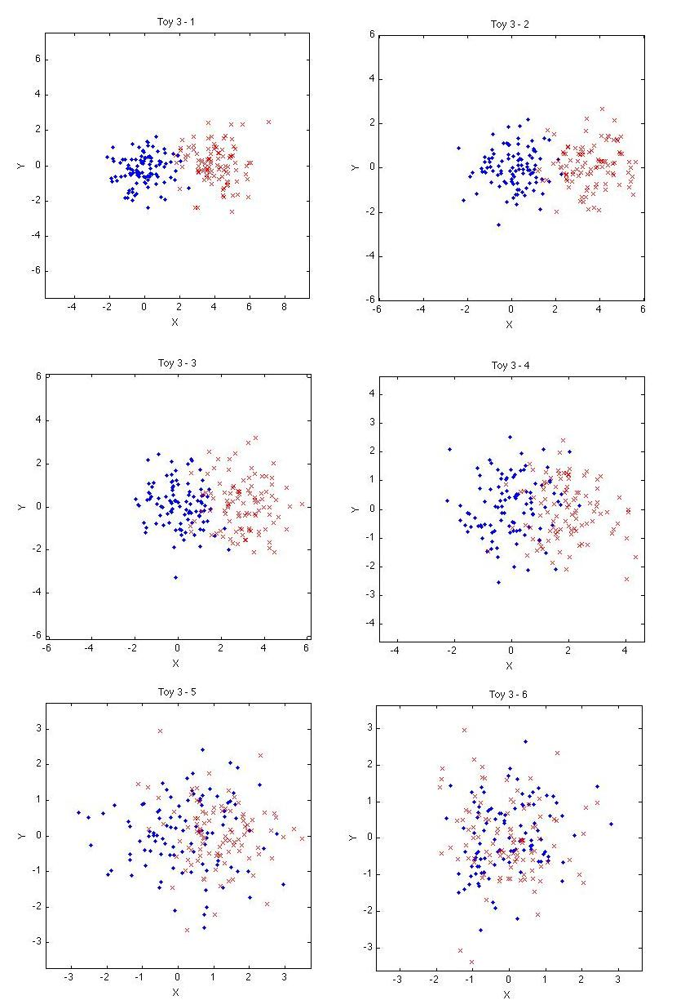 Toy 3 - 1
6
4
2
0
-2
-4
-6
Y
-4 -2 0 2 4 6 8
X
Toy 3 - 2
6
4
2
0
-2
-4
-6
Y
-6 -4 -2 0 2 4 6
X
Toy 3 - 3
6
4
2
0
-2
-4
-6
Y
-6 -4 -2 0 2 4 6
X
Toy 3 - 4
4
3
2
1
0
-1
-2
-3
-4
Y
-4 -2 0 2 4
X
Toy 3 - 5
3
2
1
0
-1
-2
-3
Y
-3 -2 -1 0 1 2 3
X
Toy 3 - 6
3
2
1
0
-1
-2
-3
Y
-3 -2 -1 0 1 2 3
X